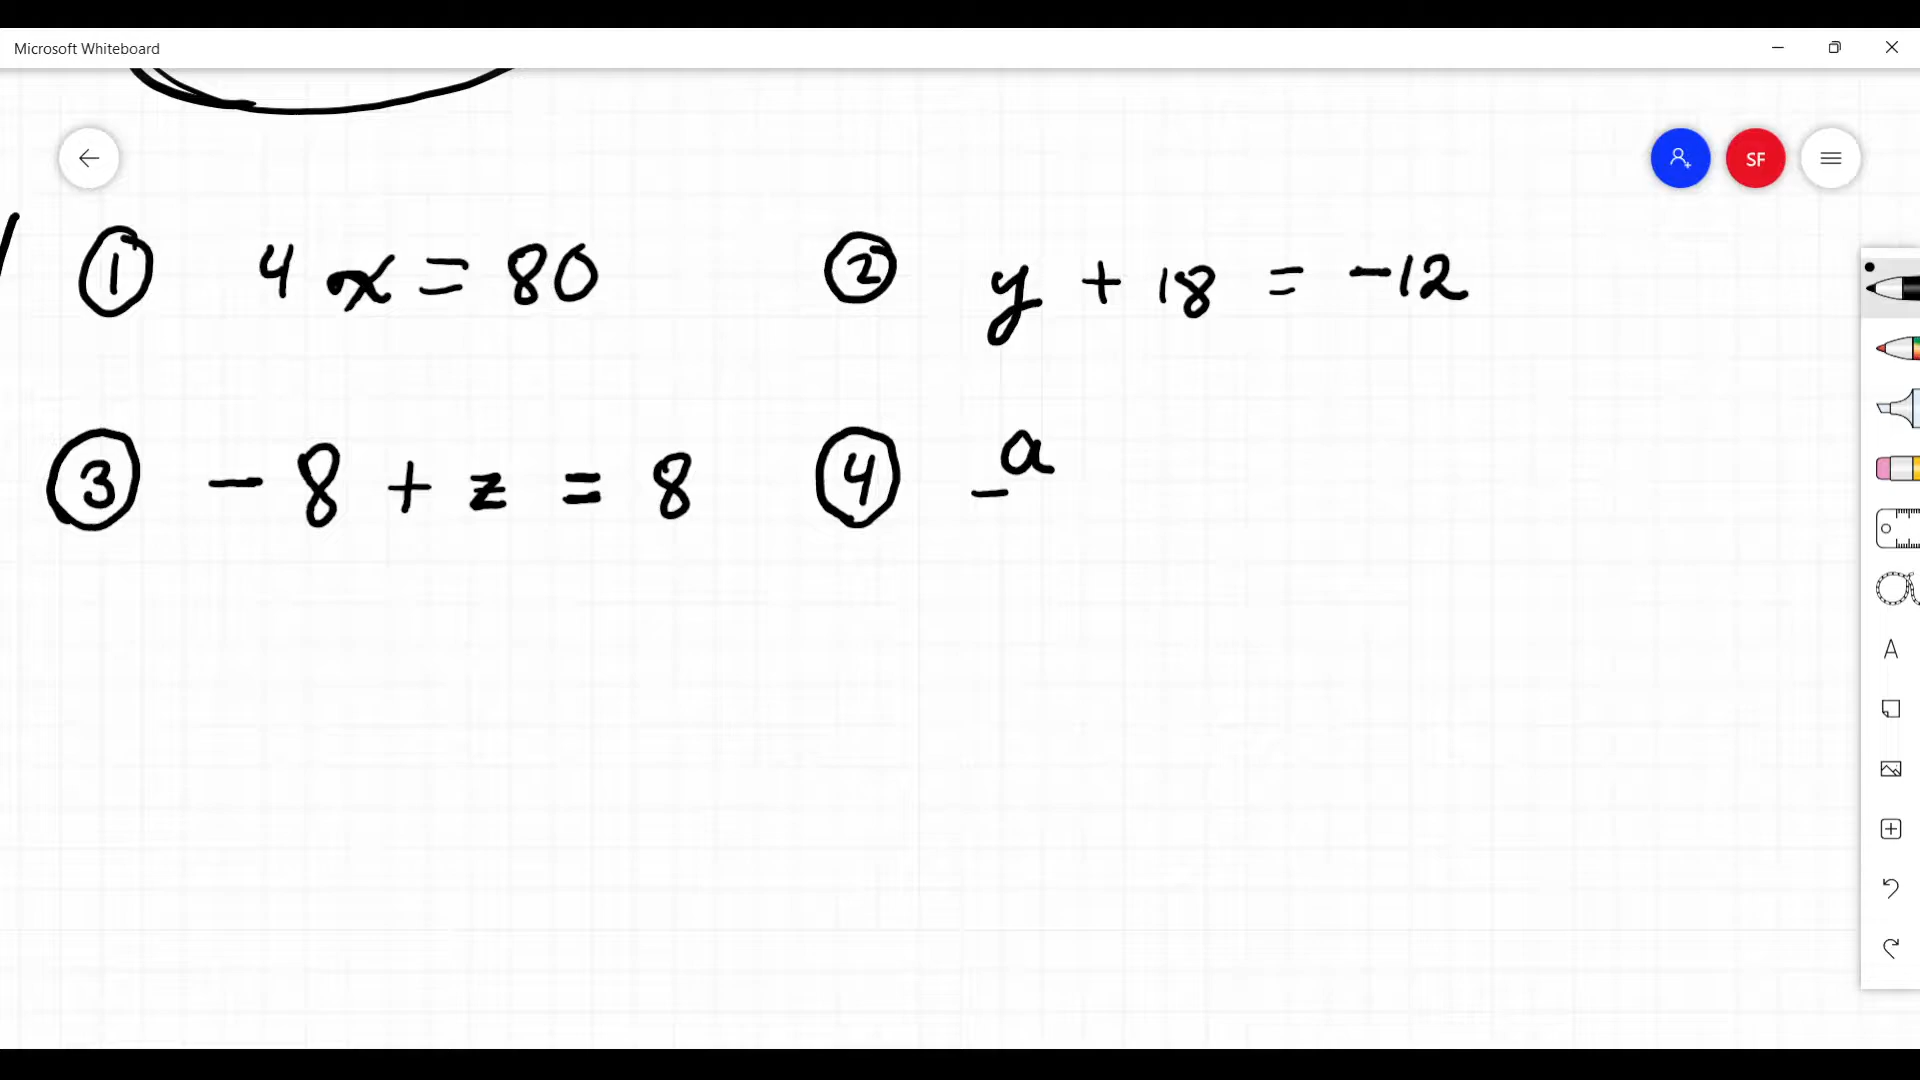 Microsoft Whiteboard
SF
① 4x = 80 ② y + 18 = -12
③ - 8 + z = 8 ④ a